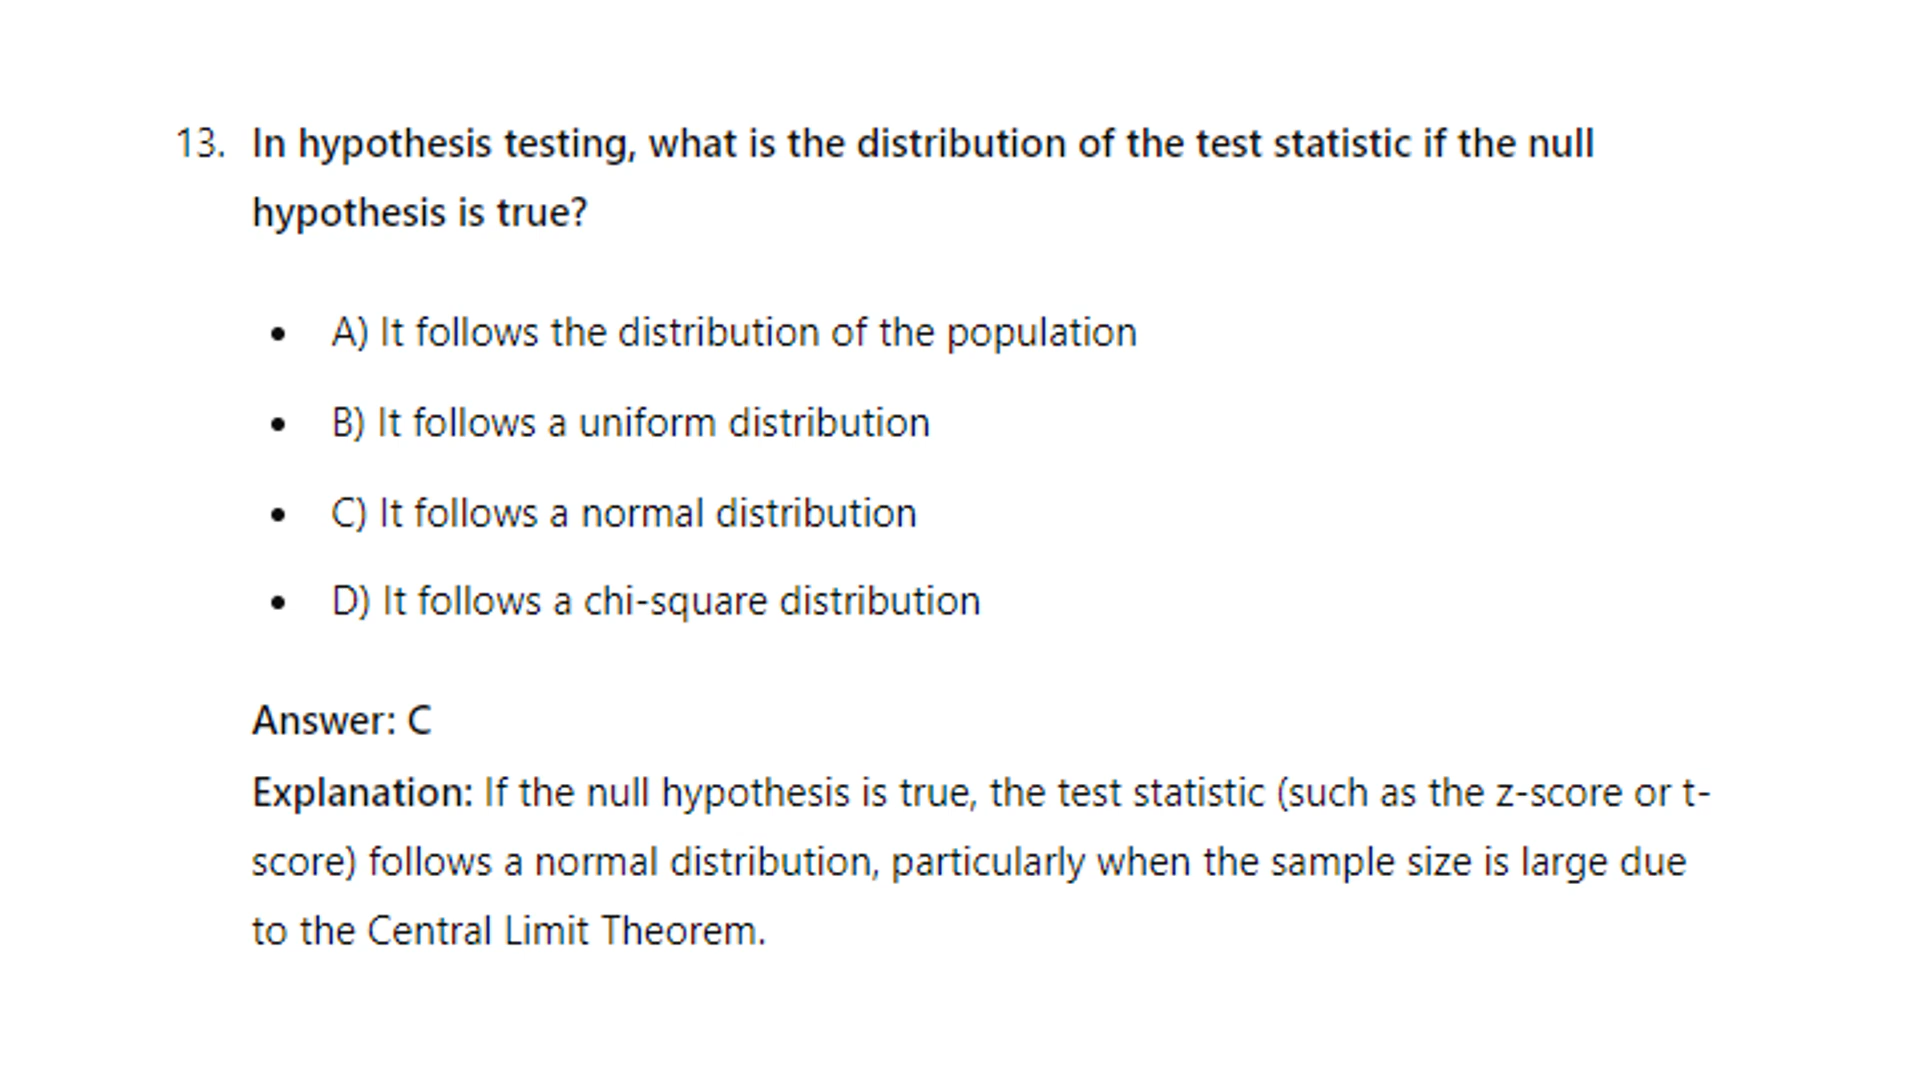 13. In hypothesis testing, what is the distribution of the test statistic if the null
hypothesis is true?
• A) It follows the distribution of the population
• B) It follows a uniform distribution
• C) It follows a normal distribution
• D) It follows a chi-square distribution
Answer: C
Explanation: If the null hypothesis is true, the test statistic (such as the z-score or t-
score) follows a normal distribution, particularly when the sample size is large due
to the Central Limit Theorem.